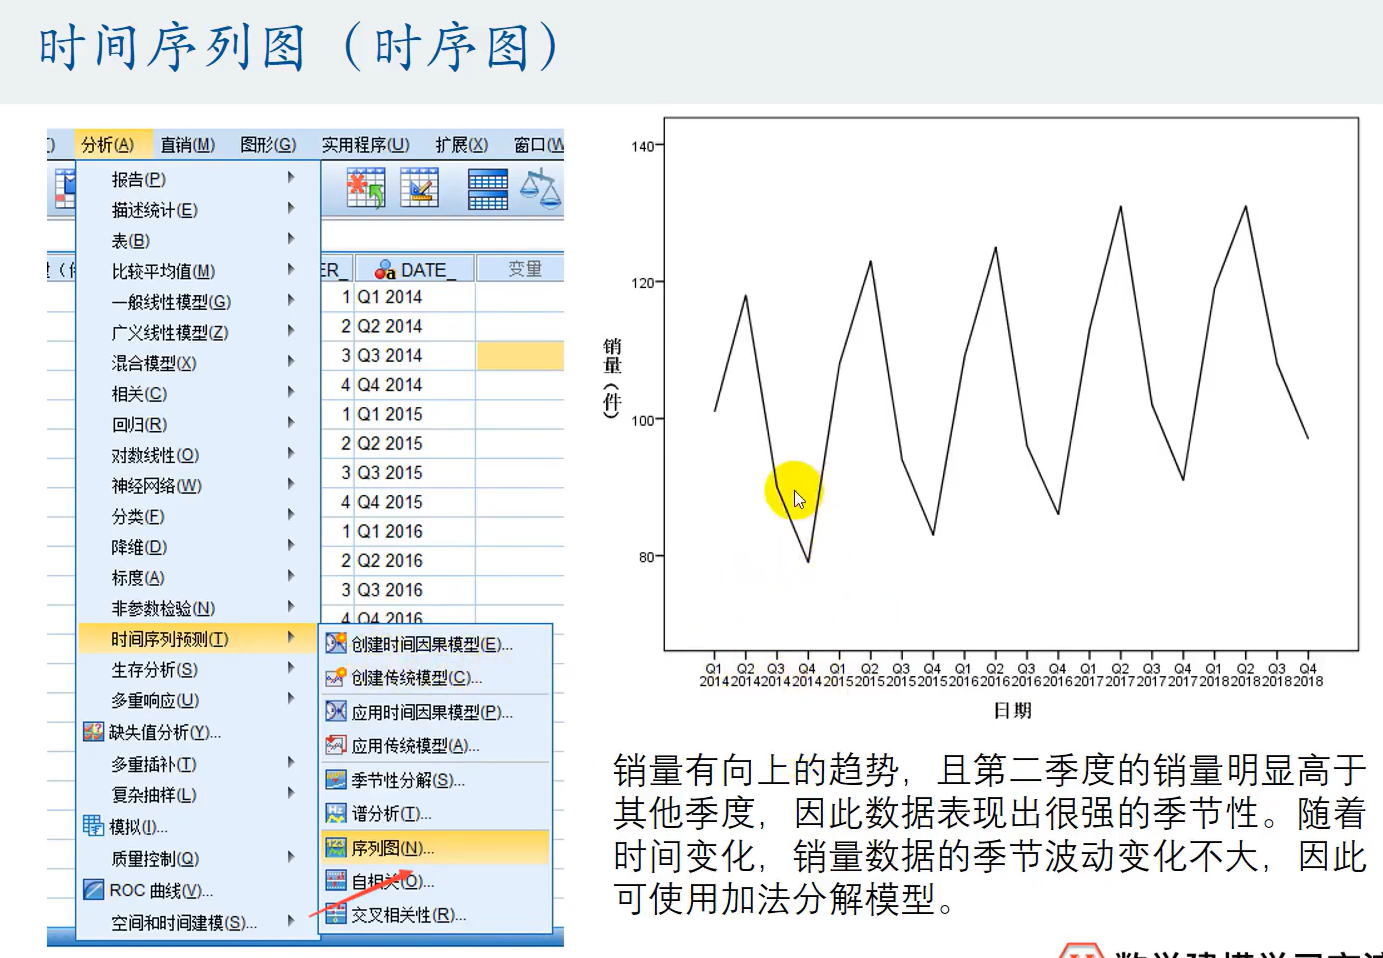 时间序列图（时序图）
分析(A) 直销(M) 图形(G) 实用程序(U) 扩展(X) 窗口(W
报告(P)
描述统计(E)
表(B)
比较平均值(M)
一般线性模型(G)
广义线性模型(Z)
混合模型(X)
相关(C)
回归(R)
对数线性(O)
神经网络(W)
分类(F)
降维(D)
标度(A)
非参数检验(N)
时间序列预测(T)
生存分析(S)
多重响应(U)
缺失值分析(Y)...
多重插补(T)
复杂抽样(L)
模拟(I)...
质量控制(Q)
ROC 曲线(V)...
空间和时间建模(S)...
ER_ DATE_ 变量
1 Q1 2014
2 Q2 2014
3 Q3 2014
4 Q4 2014
1 Q1 2015
2 Q2 2015
3 Q3 2015
4 Q4 2015
1 Q1 2016
2 Q2 2016
3 Q3 2016
4 Q4 2016
创建时间因果模型(E)...
创建传统模型(C)...
应用时间因果模型(P)...
应用传统模型(A)...
季节性分解(S)...
谱分析(T)...
序列图(N)...
自相关(O)...
交叉相关性(R)...
140
120
100
80
销量（件）
Q1 Q2 Q3 Q4 Q1 Q2 Q3 Q4 Q1 Q2 Q3 Q4 Q1 Q2 Q3 Q4 Q1 Q2 Q3 Q4
2014 2014 2014 2014 2015 2015 2015 2015 2016 2016 2016 2016 2017 2017 2017 2017 2018 2018 2018 2018
日期
销量有向上的趋势，且第二季度的销量明显高于
其他季度，因此数据表现出很强的季节性。随着
时间变化，销量数据的季节波动变化不大，因此
可使用加法分解模型。